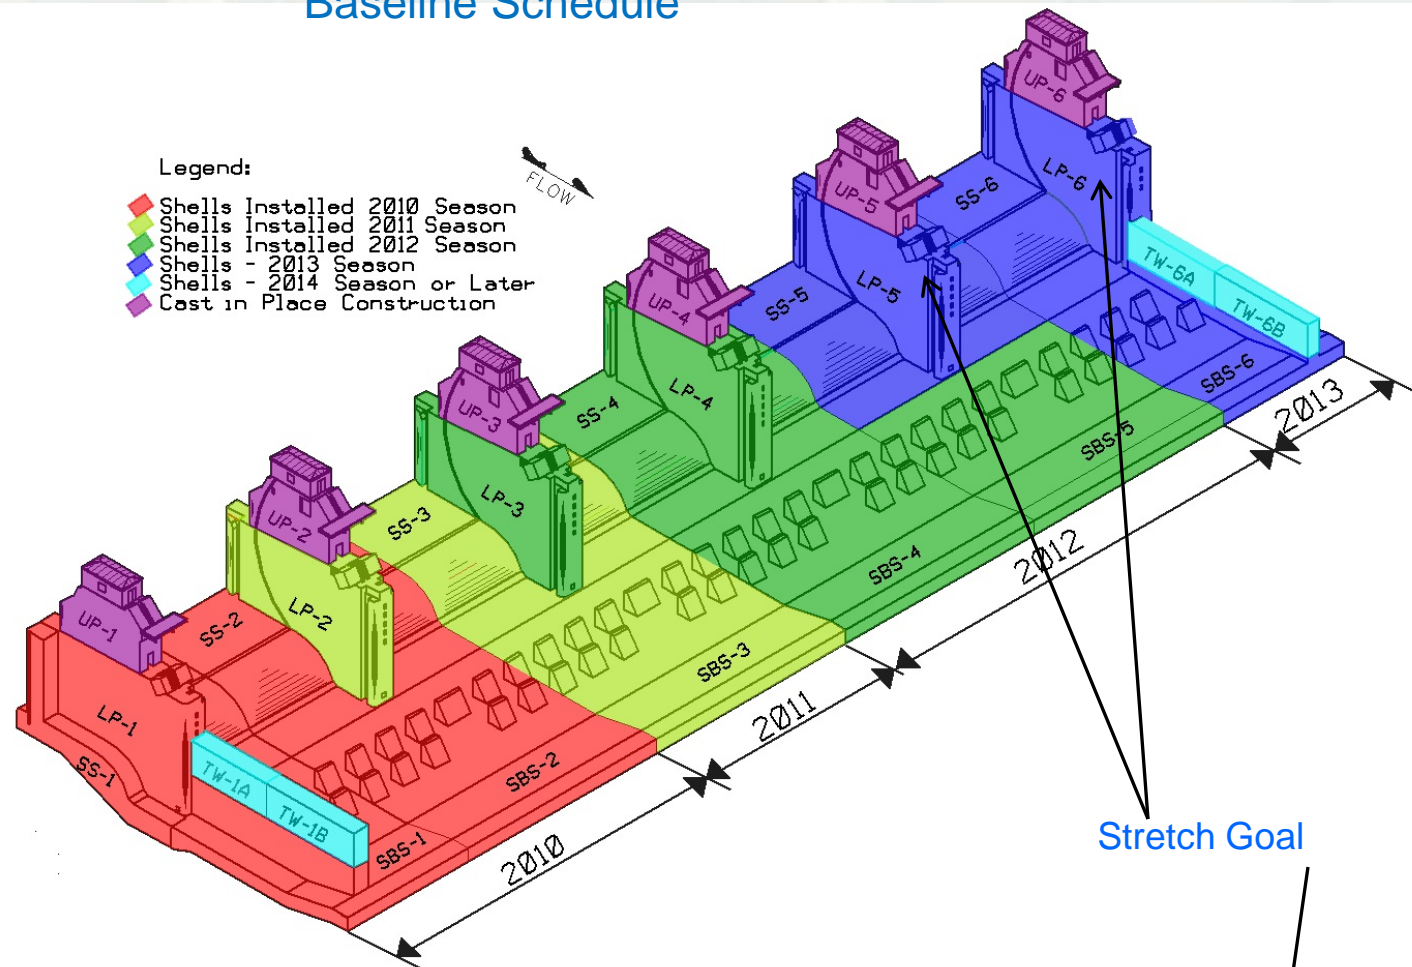 Baseline Schedule
Legend:
Shells Installed 2010 Season
Shells Installed 2011 Season
Shells Installed 2012 Season
Shells - 2013 Season
Shells - 2014 Season or Later
Cast in Place Construction
FLOW
UP-6
LP-6
SS-6
TW-6A
TW-6B
SBS-6
2013
UP-5
LP-5
SS-5
SBS-5
UP-4
LP-4
SS-4
SBS-4
2012
UP-3
LP-3
SS-3
SBS-3
2011
UP-2
LP-2
SS-2
SBS-2
UP-1
LP-1
SS-1
TW-1A
TW-1B
SBS-1
2010
Stretch Goal